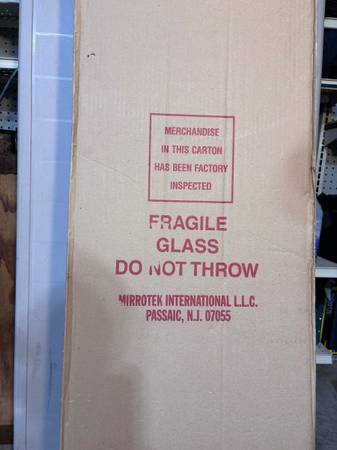 MERCHANDISE
IN THIS CARTON
HAS BEEN FACTORY
INSPECTED
FRAGILE
GLASS
DO NOT THROW
MIRROTEK INTERNATIONAL L.L.C.
PASSAIC, N.J. 07055